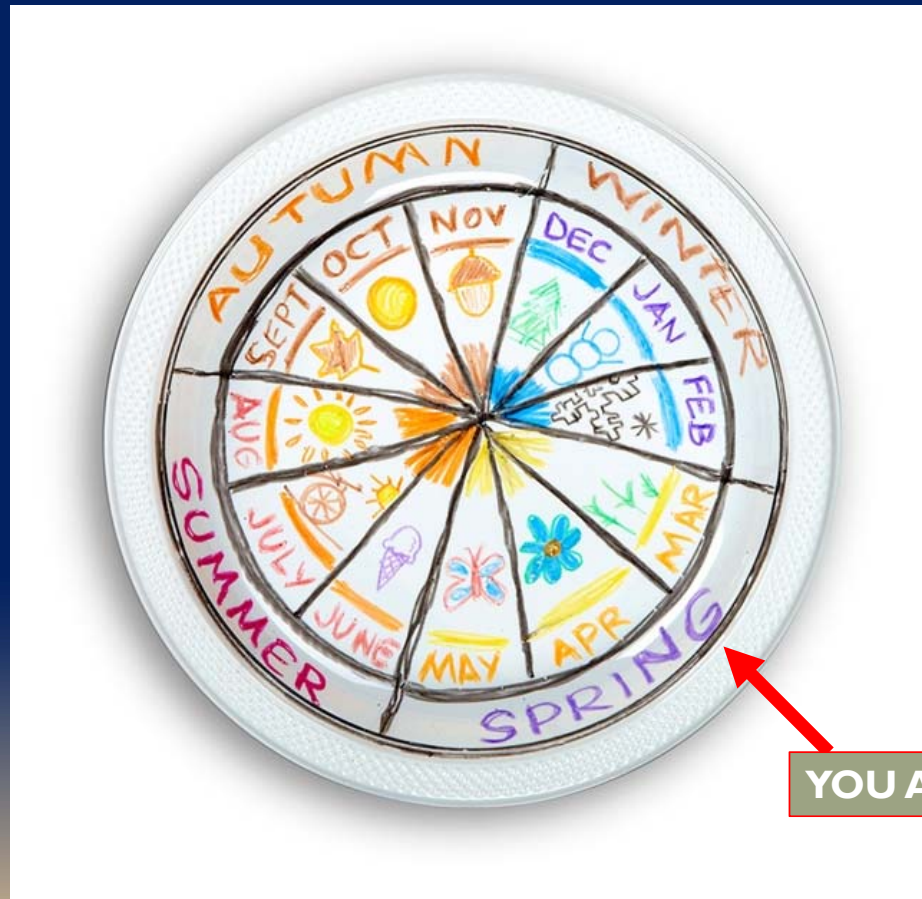 AUTUMN
WINTER
SPRING
SUMMER
DEC
JAN
FEB
MAR
APR
MAY
JUNE
JULY
AUG
SEPT
OCT
NOV
YOU A